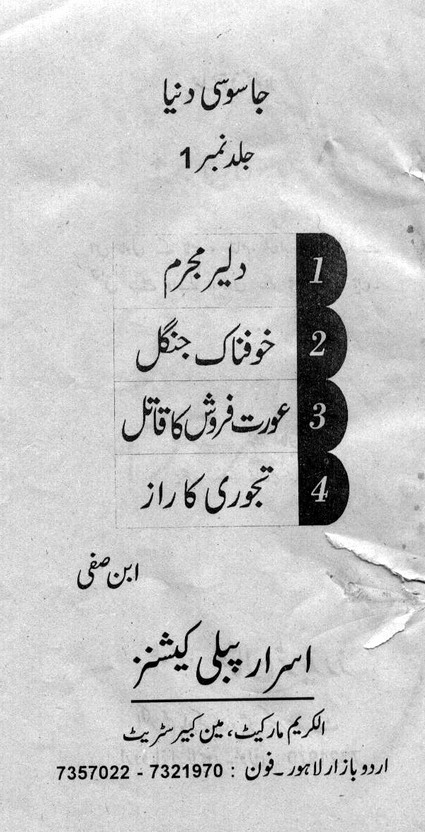 جاسوسی دنیا
جلد نمبر 1
1 دلیر مجرم
2 خوفناک جنگل
3 عورت فروش کا قاتل
4 تجوری کا راز
ابن صفی
اسرار پبلی کیشنز
الکریم مارکیٹ، مین کبیر سٹریٹ
اردو بازار لاہور۔ فون : 7321970 - 7357022